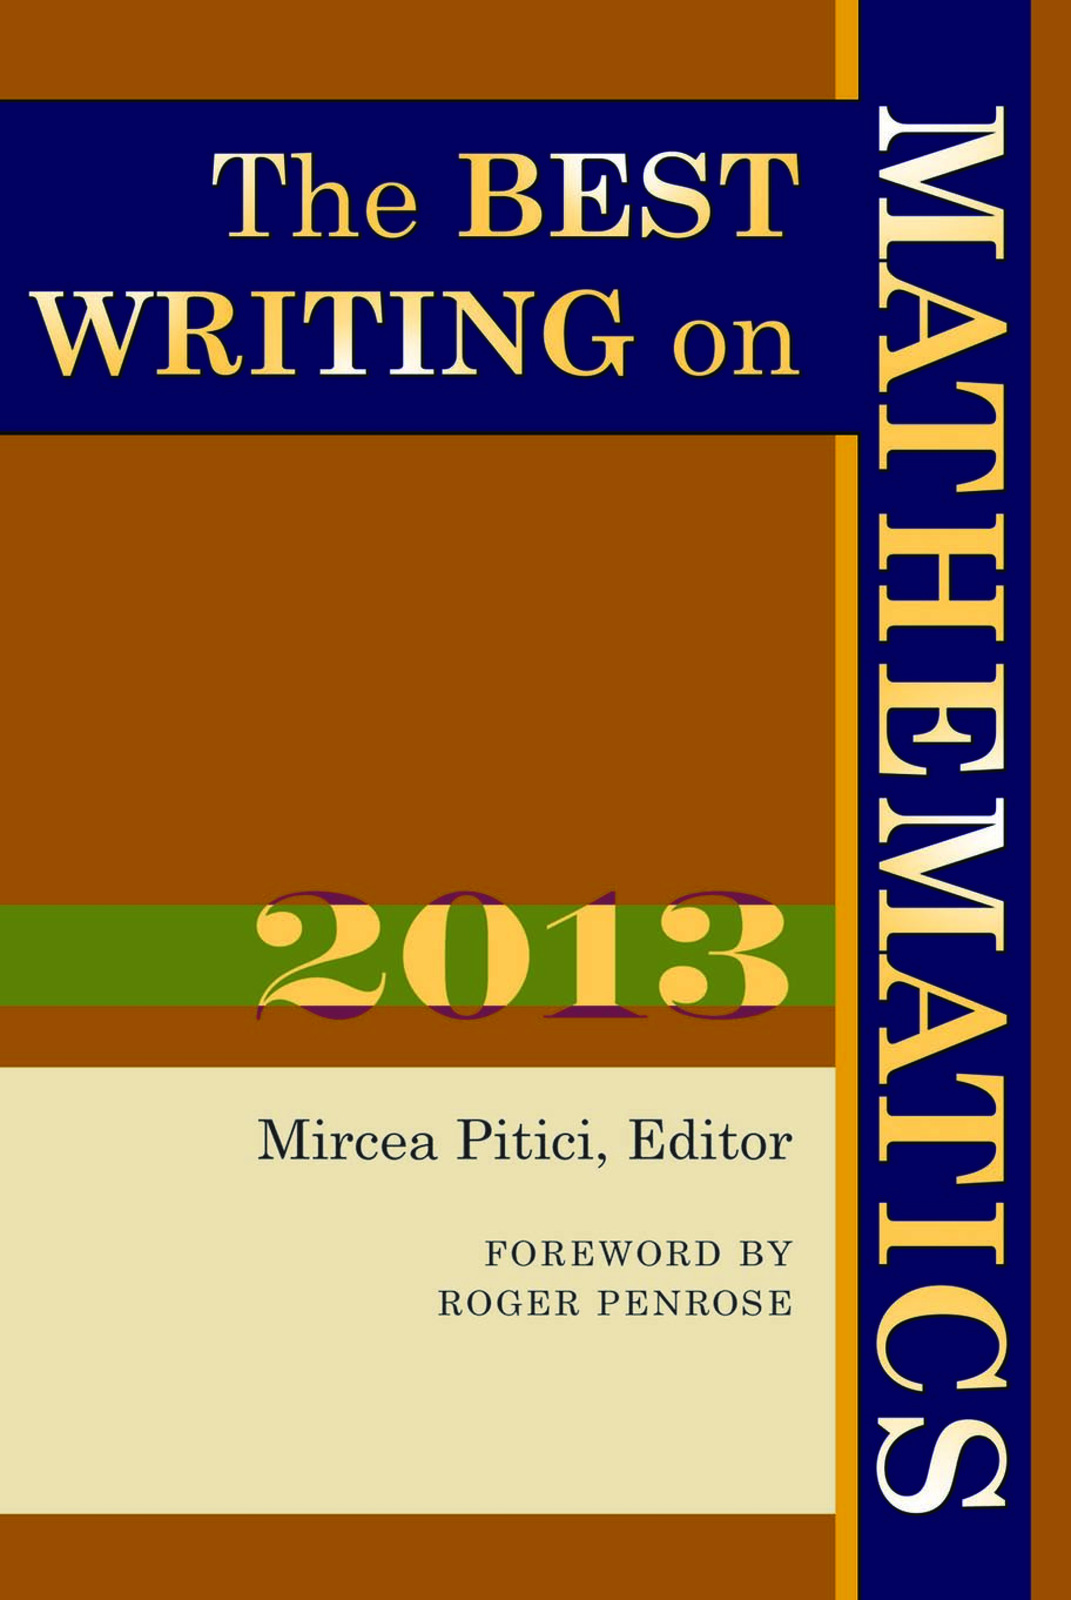 The BEST
WRITING on
MATHEMATICS
2013
Mircea Pitici, Editor
FOREWORD BY
ROGER PENROSE